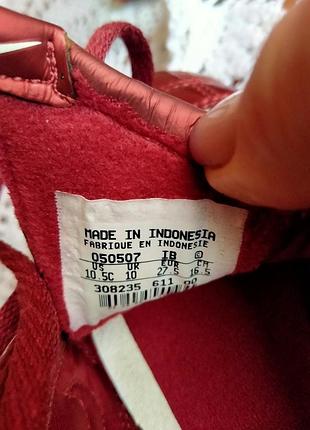 MADE IN INDONESIA
FABRIQUE EN INDONESIE
050507 IB ©
US UK EUR CM
10.5C 10 27.5 16.5
308235 611 00